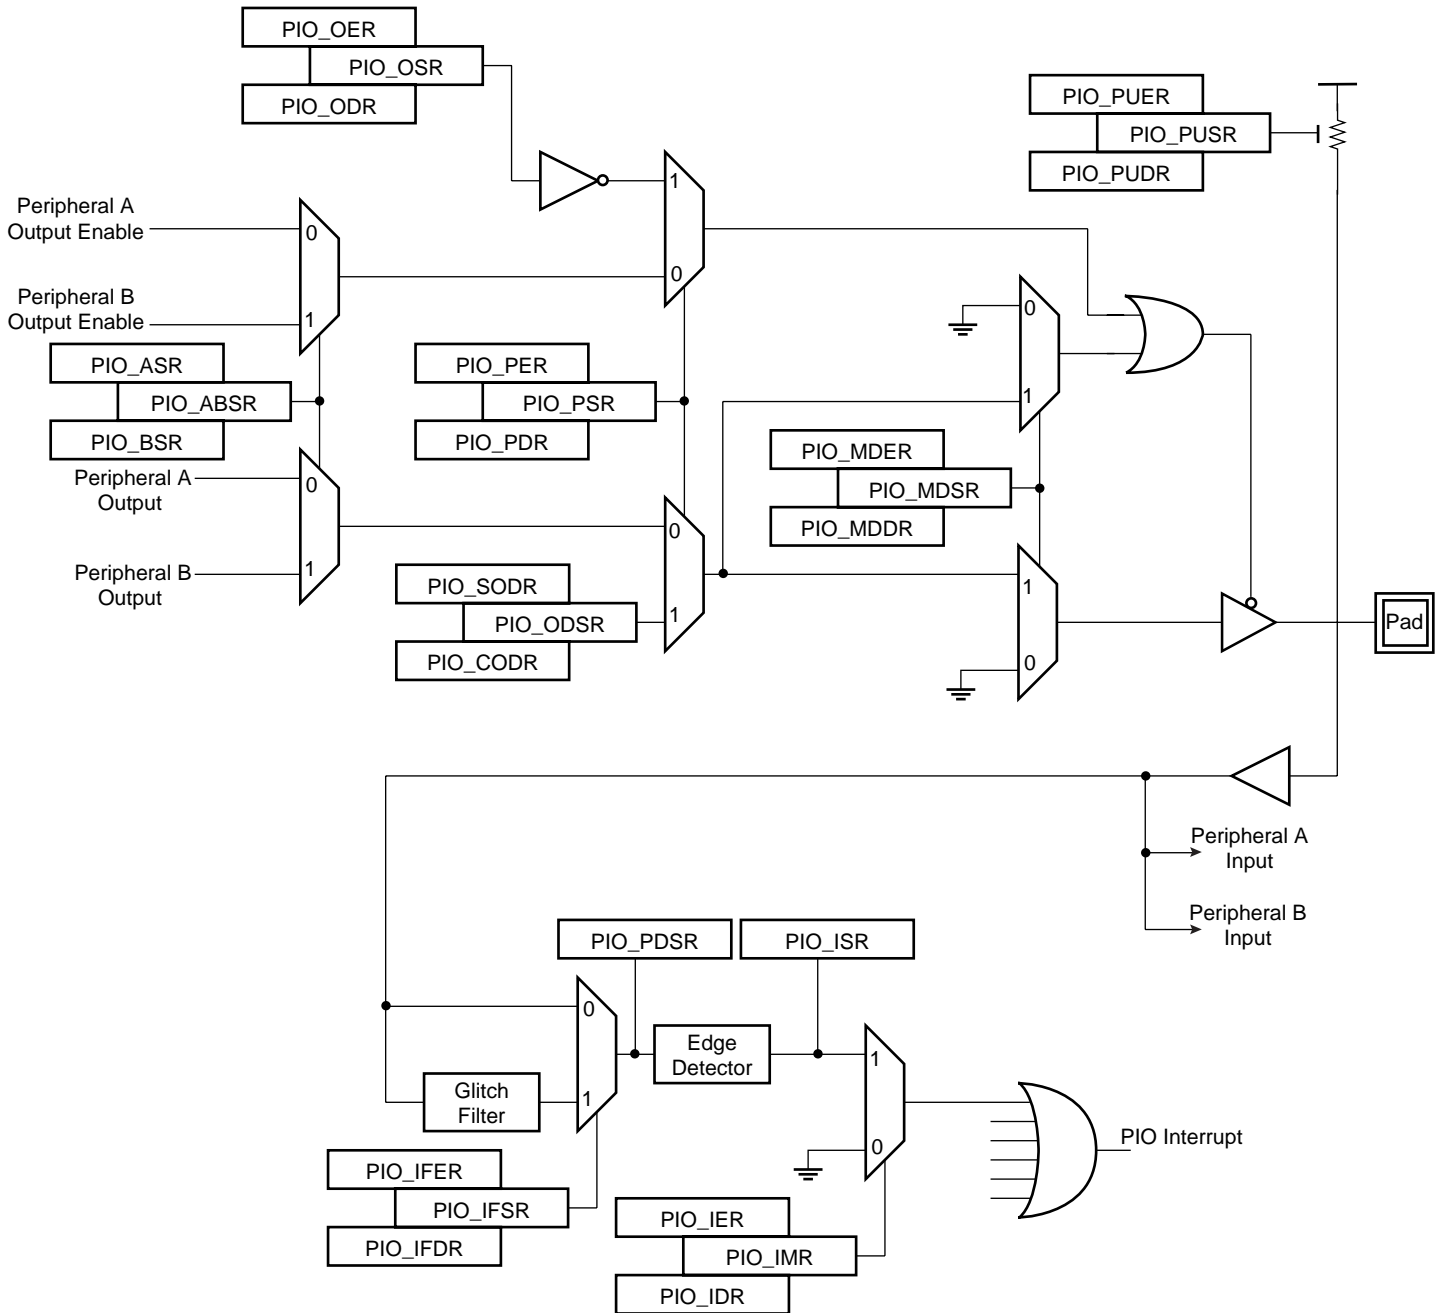 PIO_OER
PIO_OSR
PIO_ODR
PIO_PUER
PIO_PUSR
PIO_PUDR
1
0
Peripheral A
Output Enable
0
Peripheral B
Output Enable
1
PIO_ASR
PIO_ABSR
PIO_BSR
PIO_PER
PIO_PSR
PIO_PDR
0
1
PIO_MDER
PIO_MDSR
PIO_MDDR
Peripheral A
Output
0
Peripheral B
Output
1
0
1
PIO_SODR
PIO_ODSR
PIO_CODR
1
0
Pad
Peripheral A
Input
Peripheral B
Input
PIO_PDSR
PIO_ISR
0
1
Glitch
Filter
Edge
Detector
1
0
PIO Interrupt
PIO_IFER
PIO_IFSR
PIO_IFDR
PIO_IER
PIO_IMR
PIO_IDR